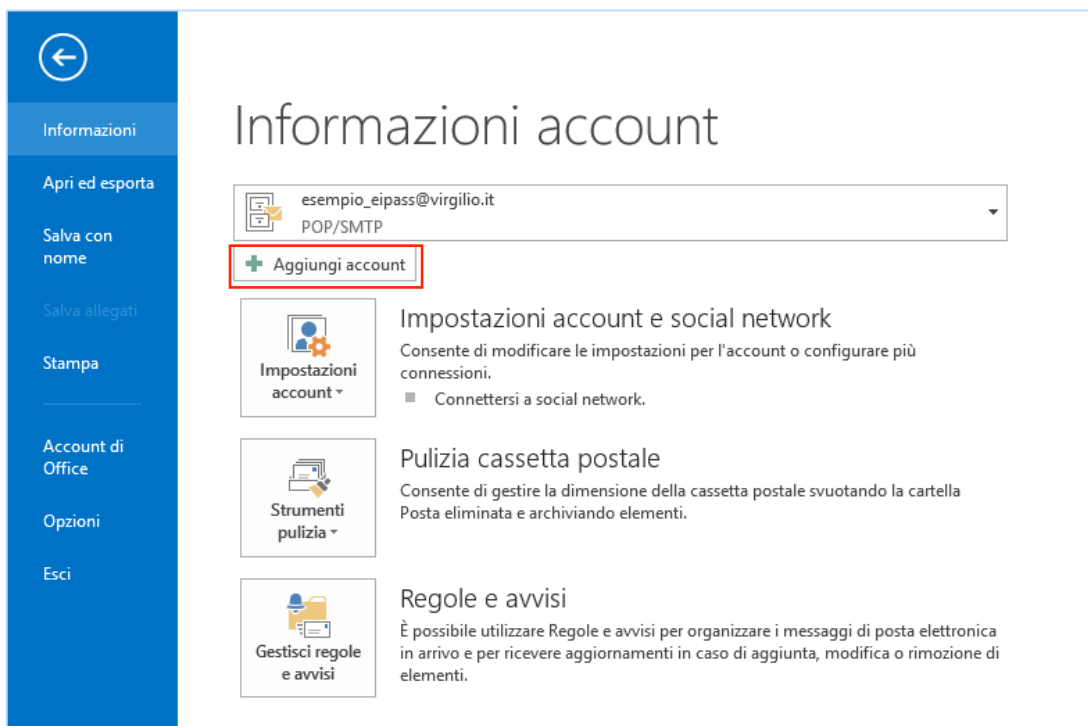 Informazioni
Apri ed esporta
Salva con
nome
Salva allegati
Stampa
Account di
Office
Opzioni
Esci
Informazioni account
esempio_eipass@virgilio.it
POP/SMTP
Aggiungi account
Impostazioni
account
Impostazioni account e social network
Consente di modificare le impostazioni per l'account o configurare più
connessioni.
Connettersi a social network.
Strumenti
pulizia
Pulizia cassetta postale
Consente di gestire la dimensione della cassetta postale svuotando la cartella
Posta eliminata e archiviando elementi.
Gestisci regole
e avvisi
Regole e avvisi
È possibile utilizzare Regole e avvisi per organizzare i messaggi di posta elettronica
in arrivo e per ricevere aggiornamenti in caso di aggiunta, modifica o rimozione di
elementi.